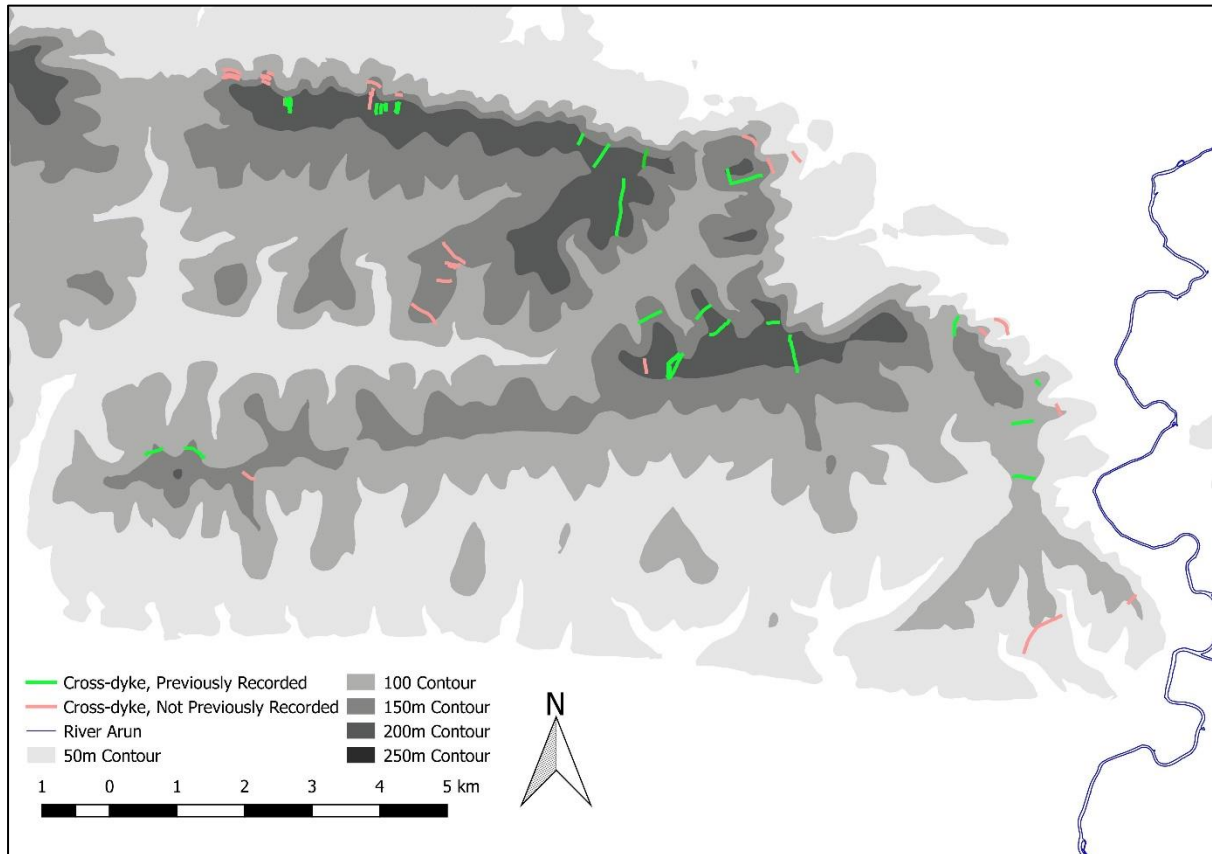 Cross-dyke, Previously Recorded
Cross-dyke, Not Previously Recorded
River Arun
50m Contour
100 Contour
150m Contour
200m Contour
250m Contour
N
1 0 1 2 3 4 5 km